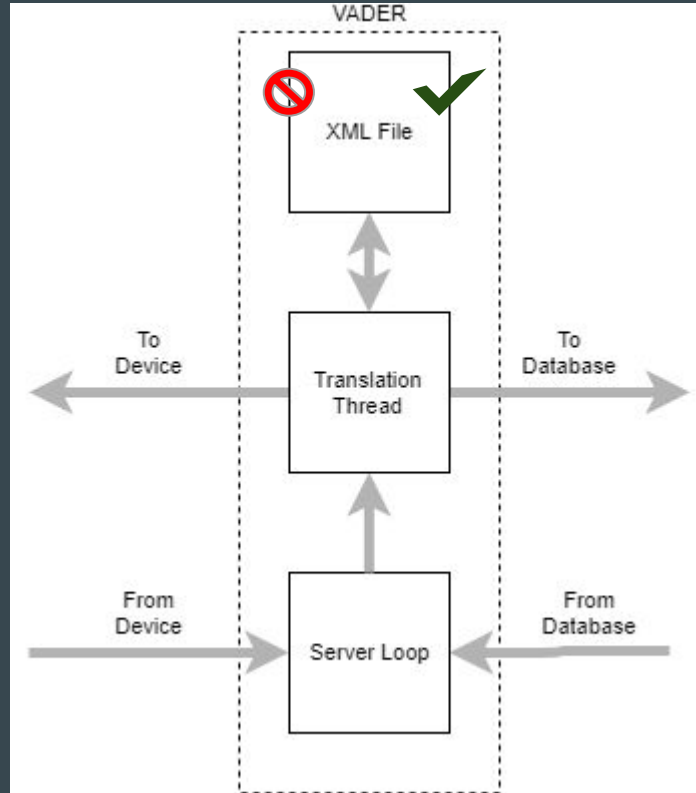 VADER
XML File
To
Device
Translation
Thread
To
Database
From
Device
Server Loop
From
Database